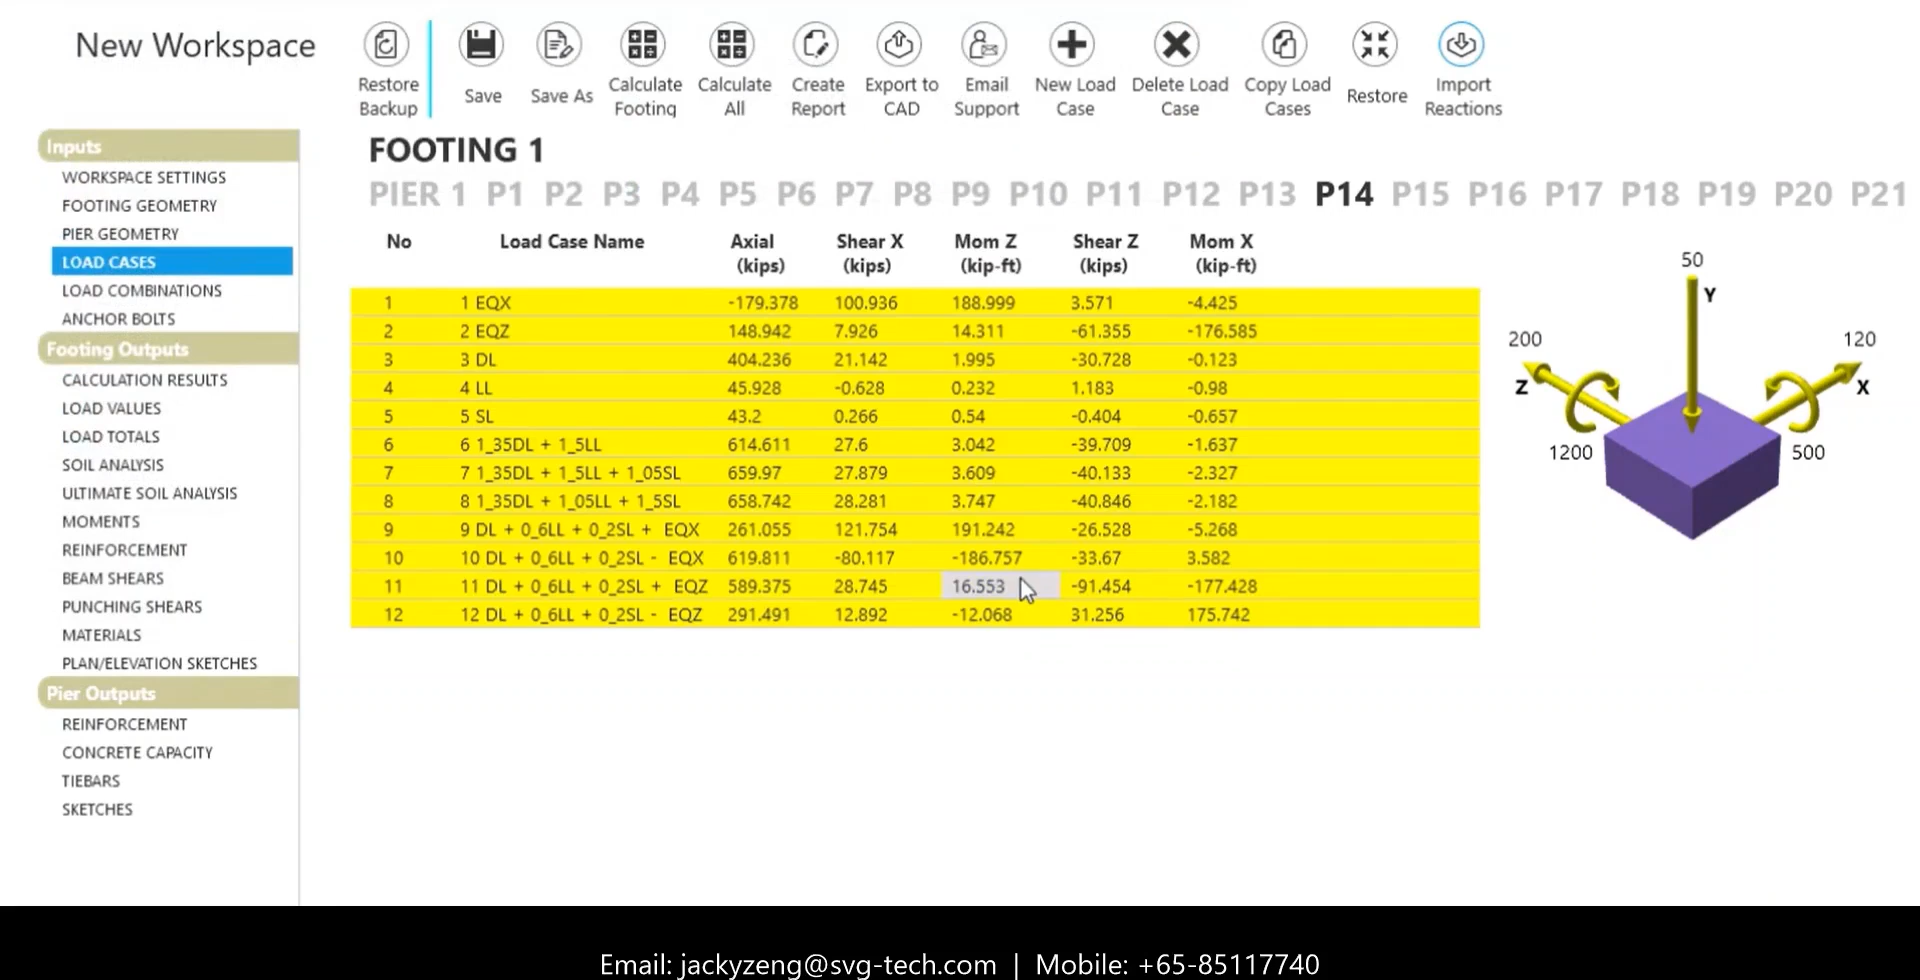 New Workspace
Restore Backup
Save
Save As
Calculate Footing
Calculate All
Create Report
Export to CAD
Email Support
New Load Case
Delete Load Case
Copy Load Cases
Restore
Import Reactions
Inputs
WORKSPACE SETTINGS
FOOTING GEOMETRY
PIER GEOMETRY
LOAD CASES
LOAD COMBINATIONS
ANCHOR BOLTS
Footing Outputs
CALCULATION RESULTS
LOAD VALUES
LOAD TOTALS
SOIL ANALYSIS
ULTIMATE SOIL ANALYSIS
MOMENTS
REINFORCEMENT
BEAM SHEARS
PUNCHING SHEARS
MATERIALS
PLAN/ELEVATION SKETCHES
Pier Outputs
REINFORCEMENT
CONCRETE CAPACITY
TIEBARS
SKETCHES
FOOTING 1
PIER 1 P1 P2 P3 P4 P5 P6 P7 P8 P9 P10 P11 P12 P13 P14 P15 P16 P17 P18 P19 P20 P21
No Load Case Name Axial (kips) Shear X (kips) Mom Z (kip-ft) Shear Z (kips) Mom X (kip-ft)
1 1 EQX -179.378 100.936 188.999 3.571 -4.425
2 2 EQZ 148.942 7.926 14.311 -61.355 -176.585
3 3 DL 404.236 21.142 1.995 -30.728 -0.123
4 4 LL 45.928 -0.628 0.232 1.183 -0.98
5 5 SL 43.2 0.266 0.54 -0.404 -0.657
6 6 1_35DL + 1_5LL 614.611 27.6 3.042 -39.709 -1.637
7 7 1_35DL + 1_5LL + 1_05SL 659.97 27.879 3.609 -40.133 -2.327
8 8 1_35DL + 1_05LL + 1_5SL 658.742 28.281 3.747 -40.846 -2.182
9 9 DL + 0_6LL + 0_2SL + EQX 261.055 121.754 191.242 -26.528 -5.268
10 10 DL + 0_6LL + 0_2SL - EQX 619.811 -80.117 -186.757 -33.67 3.582
11 11 DL + 0_6LL + 0_2SL + EQZ 589.375 28.745 16.553 -91.454 -177.428
12 12 DL + 0_6LL + 0_2SL - EQZ 291.491 12.892 -12.068 31.256 175.742
50
Y
200
120
Z
X
1200
500
Email: jackyzeng@svg-tech.com | Mobile: +65-85117740